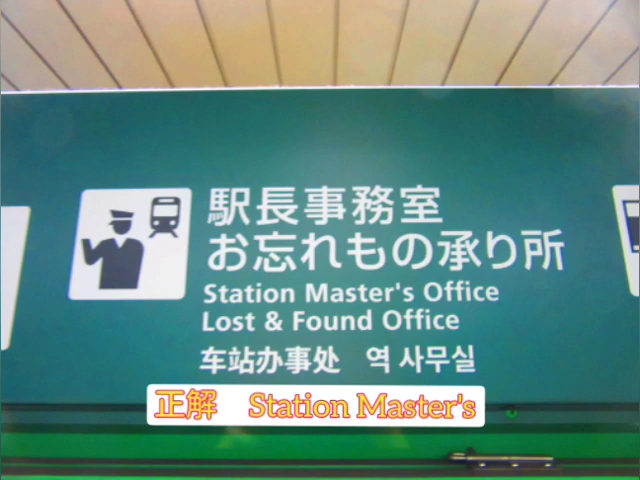 駅長事務室
お忘れもの承り所
Station Master's Office
Lost & Found Office
车站办事处 역 사무실
正解 Station Master's